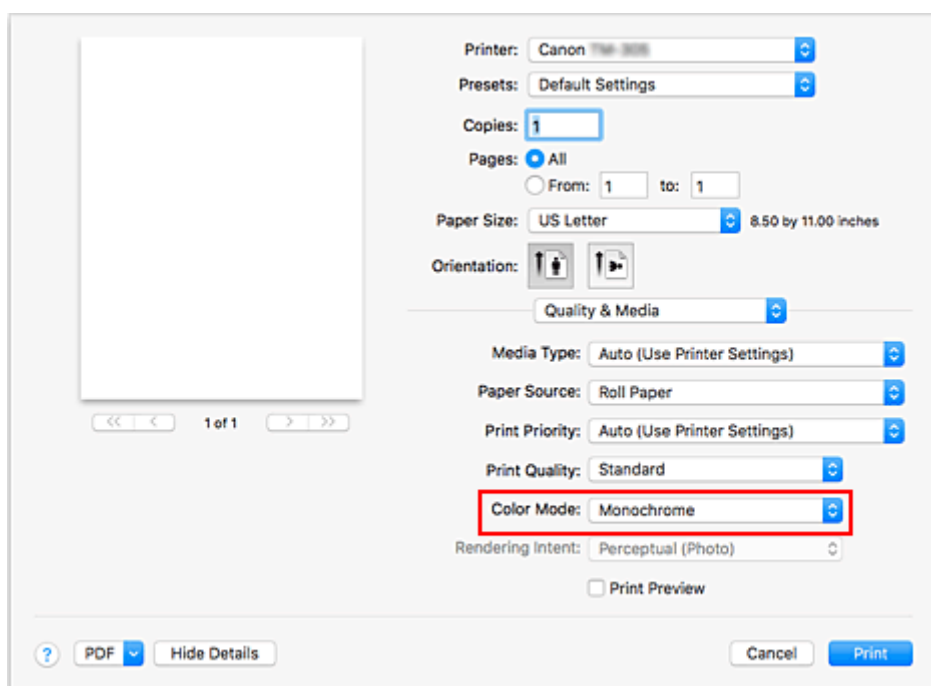 Printer: Canon
Presets: Default Settings
Copies: 1
Pages: All
From: 1 to: 1
Paper Size: US Letter 8.50 by 11.00 inches
Orientation:
Quality & Media
Media Type: Auto (Use Printer Settings)
Paper Source: Roll Paper
1 of 1
Print Priority: Auto (Use Printer Settings)
Print Quality: Standard
Color Mode: Monochrome
Rendering Intent: Perceptual (Photo)
Print Preview
? PDF Hide Details Cancel Print